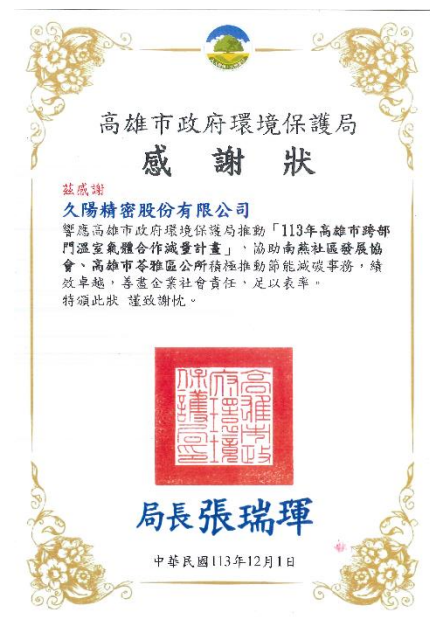 高雄市政府環境保護局
感謝狀
茲感謝
久陽精密股份有限公司
響應高雄市政府環境保護局推動「113年高雄市跨部
門溫室氣體合作減量計畫」，協助南燕社區發展協
會、高雄市苓雅區公所積極推動節能減碳事務，績
效卓越，善盡企業社會責任，足以表率。
特頒此狀 謹致謝忱。
高雄市政
府環境
保護局印
局長張瑞琿
中華民國113年12月1日